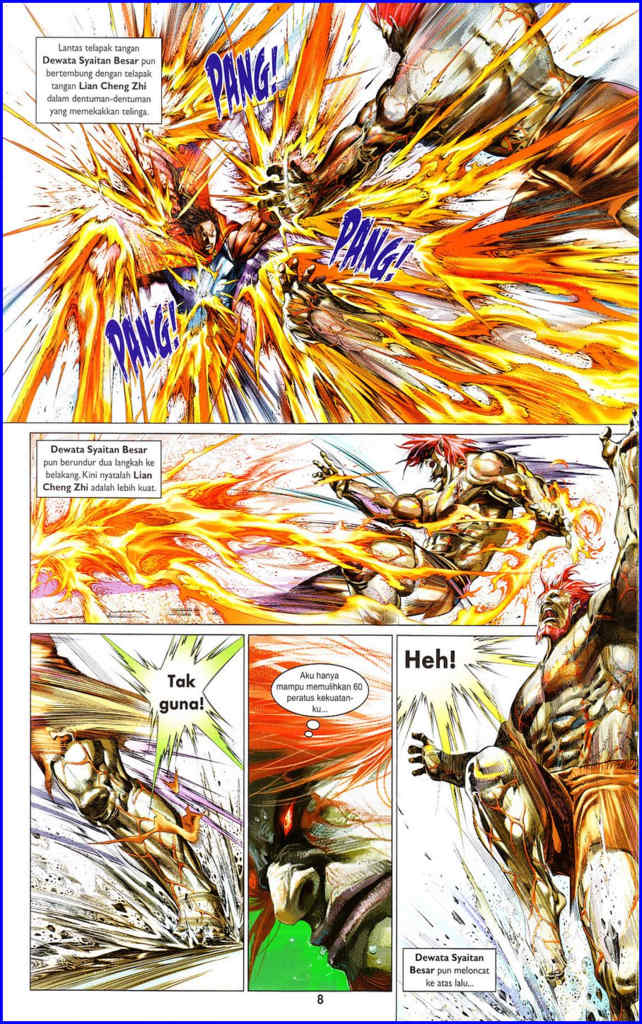 Lantas telapak tangan
Dewata Syaitan Besar pun
bertembung dengan telapak
tangan Lian Cheng Zhi
dalam dentuman-dentuman
yang memekakkan telinga.
PANG!
PANG!
PANG!
Dewata Syaitan Besar
pun berundur dua langkah ke
belakang. Kini nyatalah Lian
Cheng Zhi adalah lebih kuat.
Tak
guna!
Aku hanya
mampu memulihkan 60
peratus kekuatan-
ku...
Heh!
Dewata Syaitan
Besar pun meloncat
ke atas lalu...
8